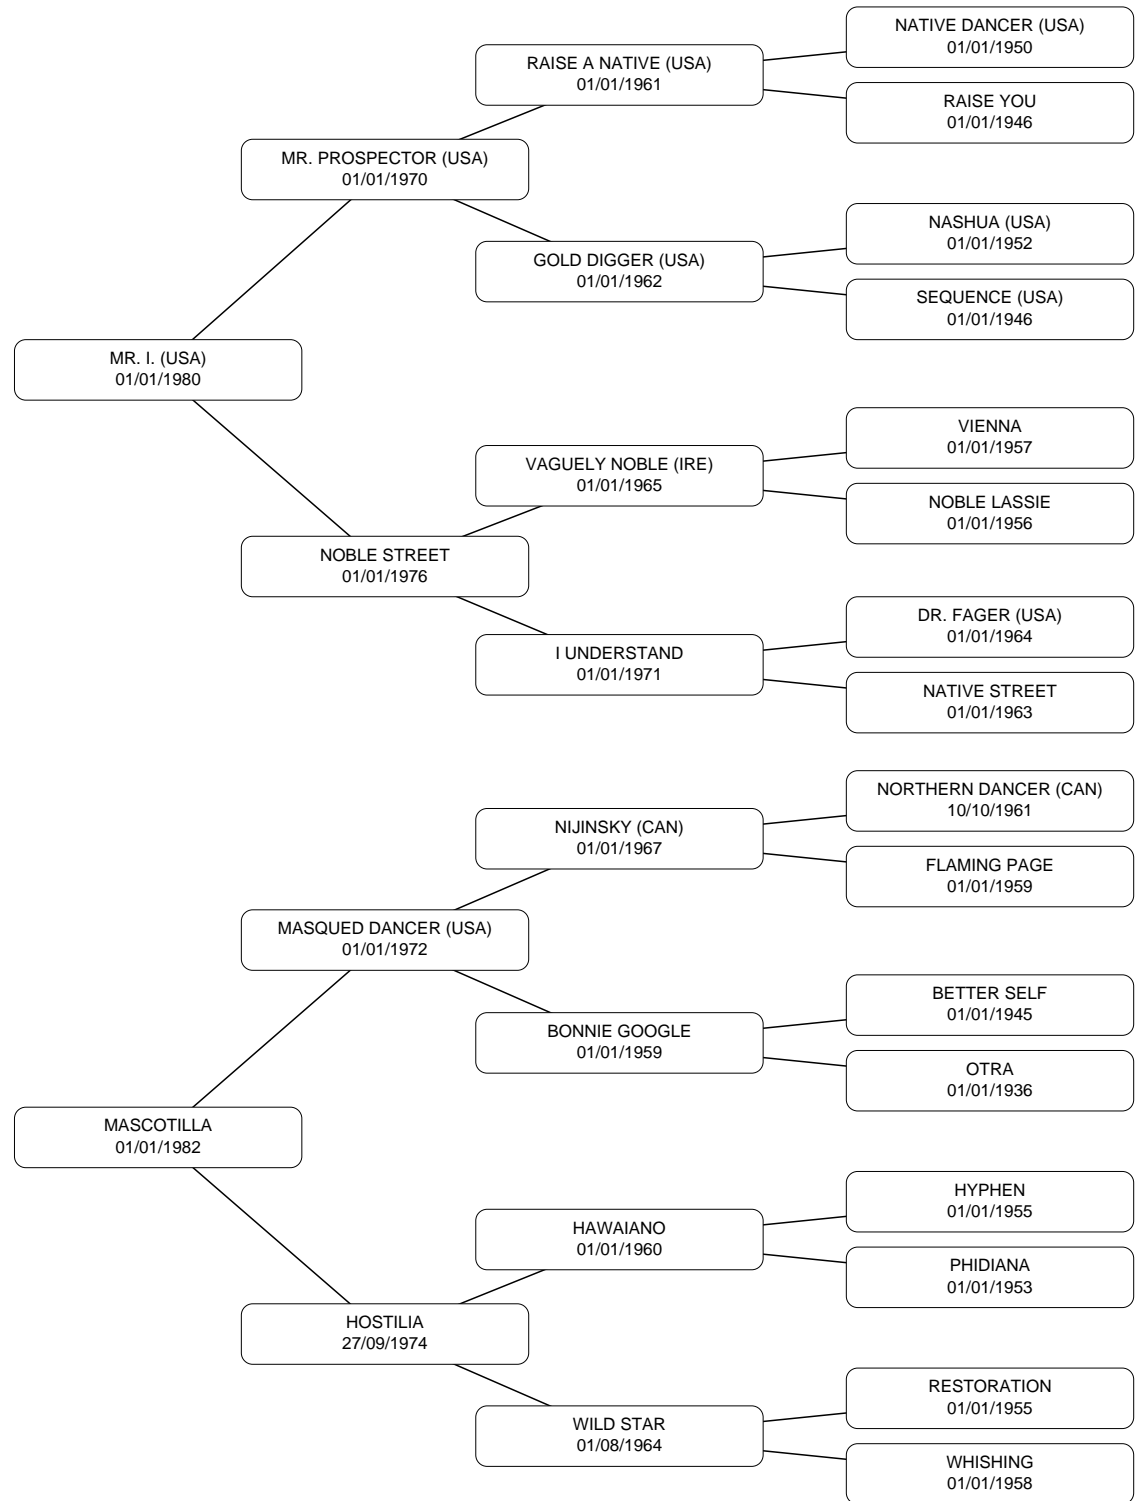 NATIVE DANCER (USA)
01/01/1950
RAISE A NATIVE (USA)
01/01/1961
RAISE YOU
01/01/1946
MR. PROSPECTOR (USA)
01/01/1970
NASHUA (USA)
01/01/1952
GOLD DIGGER (USA)
01/01/1962
SEQUENCE (USA)
01/01/1946
MR. I. (USA)
01/01/1980
VIENNA
01/01/1957
VAGUELY NOBLE (IRE)
01/01/1965
NOBLE LASSIE
01/01/1956
NOBLE STREET
01/01/1976
DR. FAGER (USA)
01/01/1964
I UNDERSTAND
01/01/1971
NATIVE STREET
01/01/1963
NORTHERN DANCER (CAN)
10/10/1961
NIJINSKY (CAN)
01/01/1967
FLAMING PAGE
01/01/1959
MASQUED DANCER (USA)
01/01/1972
BETTER SELF
01/01/1945
BONNIE GOOGLE
01/01/1959
OTRA
01/01/1936
MASCOTILLA
01/01/1982
HYPHEN
01/01/1955
HAWAIANO
01/01/1960
PHIDIANA
01/01/1953
HOSTILIA
27/09/1974
RESTORATION
01/01/1955
WILD STAR
01/08/1964
WHISHING
01/01/1958